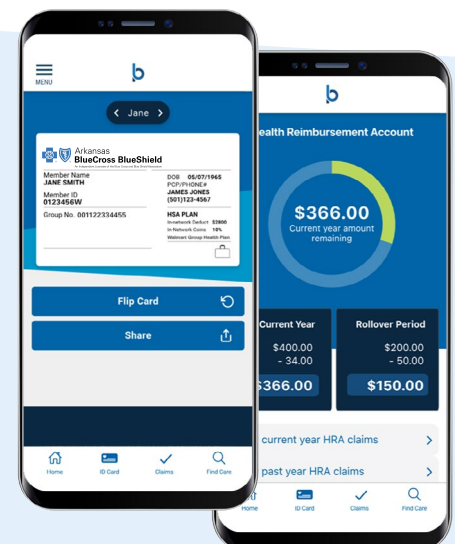 MENU
b
Jane
Arkansas
BlueCross BlueShield
Member Name
JANE SMITH
Member ID
0123456W
Group No. 001122334455
DOB 05/07/1965
PCP/PHONE#
JAMES JONES
(501)123-4567
HSA PLAN
In-network Deduct $2800
In-Network Coins 10%
Walmart Group Health Plan
Flip Card
Share
Home
ID Card
Claims
Find Care
b
ealth Reimbursement Account
$366.00
Current year amount
remaining
Current Year
$400.00
- 34.00
$366.00
Rollover Period
$200.00
- 50.00
$150.00
current year HRA claims
past year HRA claims
Home
ID Card
Claims
Find Care